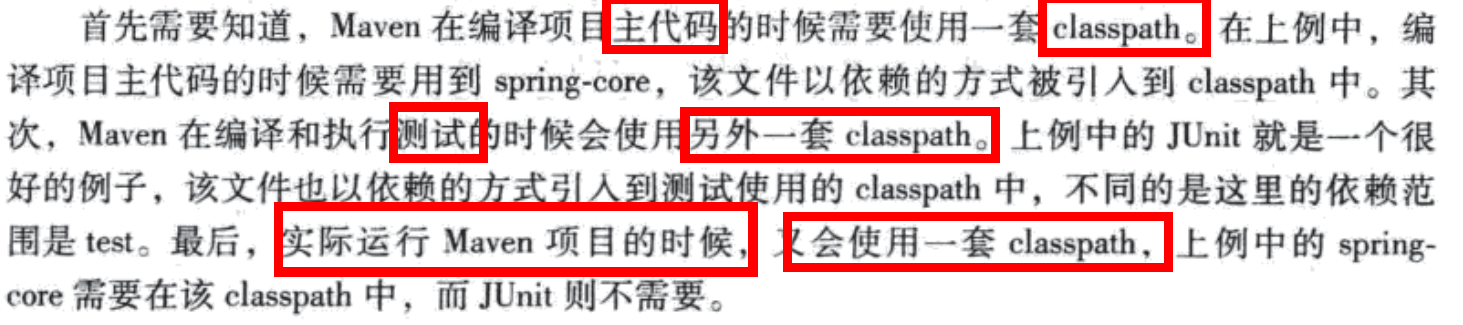 首先需要知道，Maven 在编译项目主代码的时候需要使用一套 classpath。在上例中，编
译项目主代码的时候需要用到 spring-core，该文件以依赖的方式被引入到 classpath 中。其
次，Maven 在编译和执行测试的时候会使用另外一套 classpath。上例中的 JUnit 就是一个很
好的例子，该文件也以依赖的方式引入到测试使用的 classpath 中，不同的是这里的依赖范
围是 test。最后，实际运行 Maven 项目的时候，又会使用一套 classpath，上例中的 spring-
core 需要在该 classpath 中，而 JUnit 则不需要。